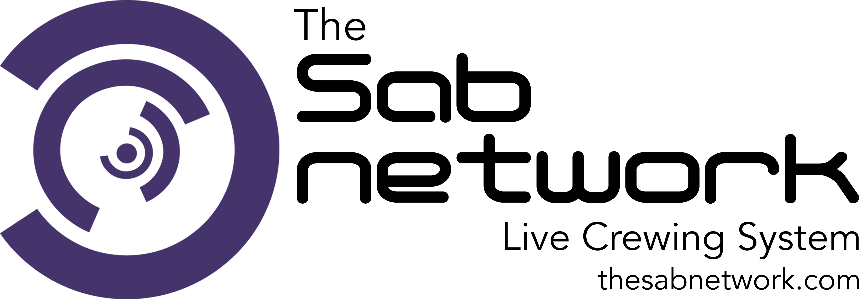 The
Sab
network
Live Crewing System
thesabnetwork.com